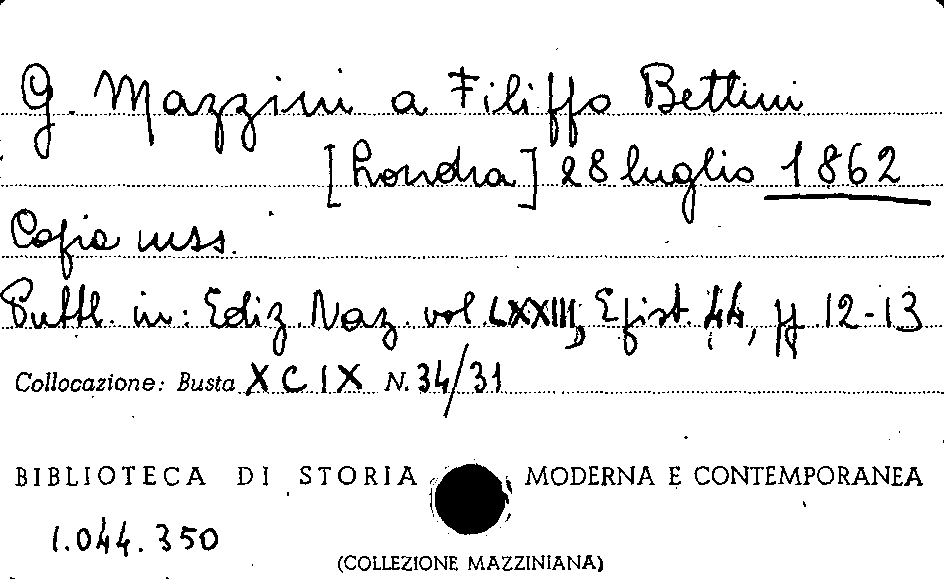 G. Mazzini a Filippo Bettini
[Londra] 28 luglio 1862
Copia mss.
Pubbl. in: Ediz. Naz. vol. LXXIII, Epist. 44, pp. 12-13
Collocazione: Busta XCIX N. 34/31
BIBLIOTECA DI STORIA MODERNA E CONTEMPORANEA
1.044.350
(COLLEZIONE MAZZINIANA)